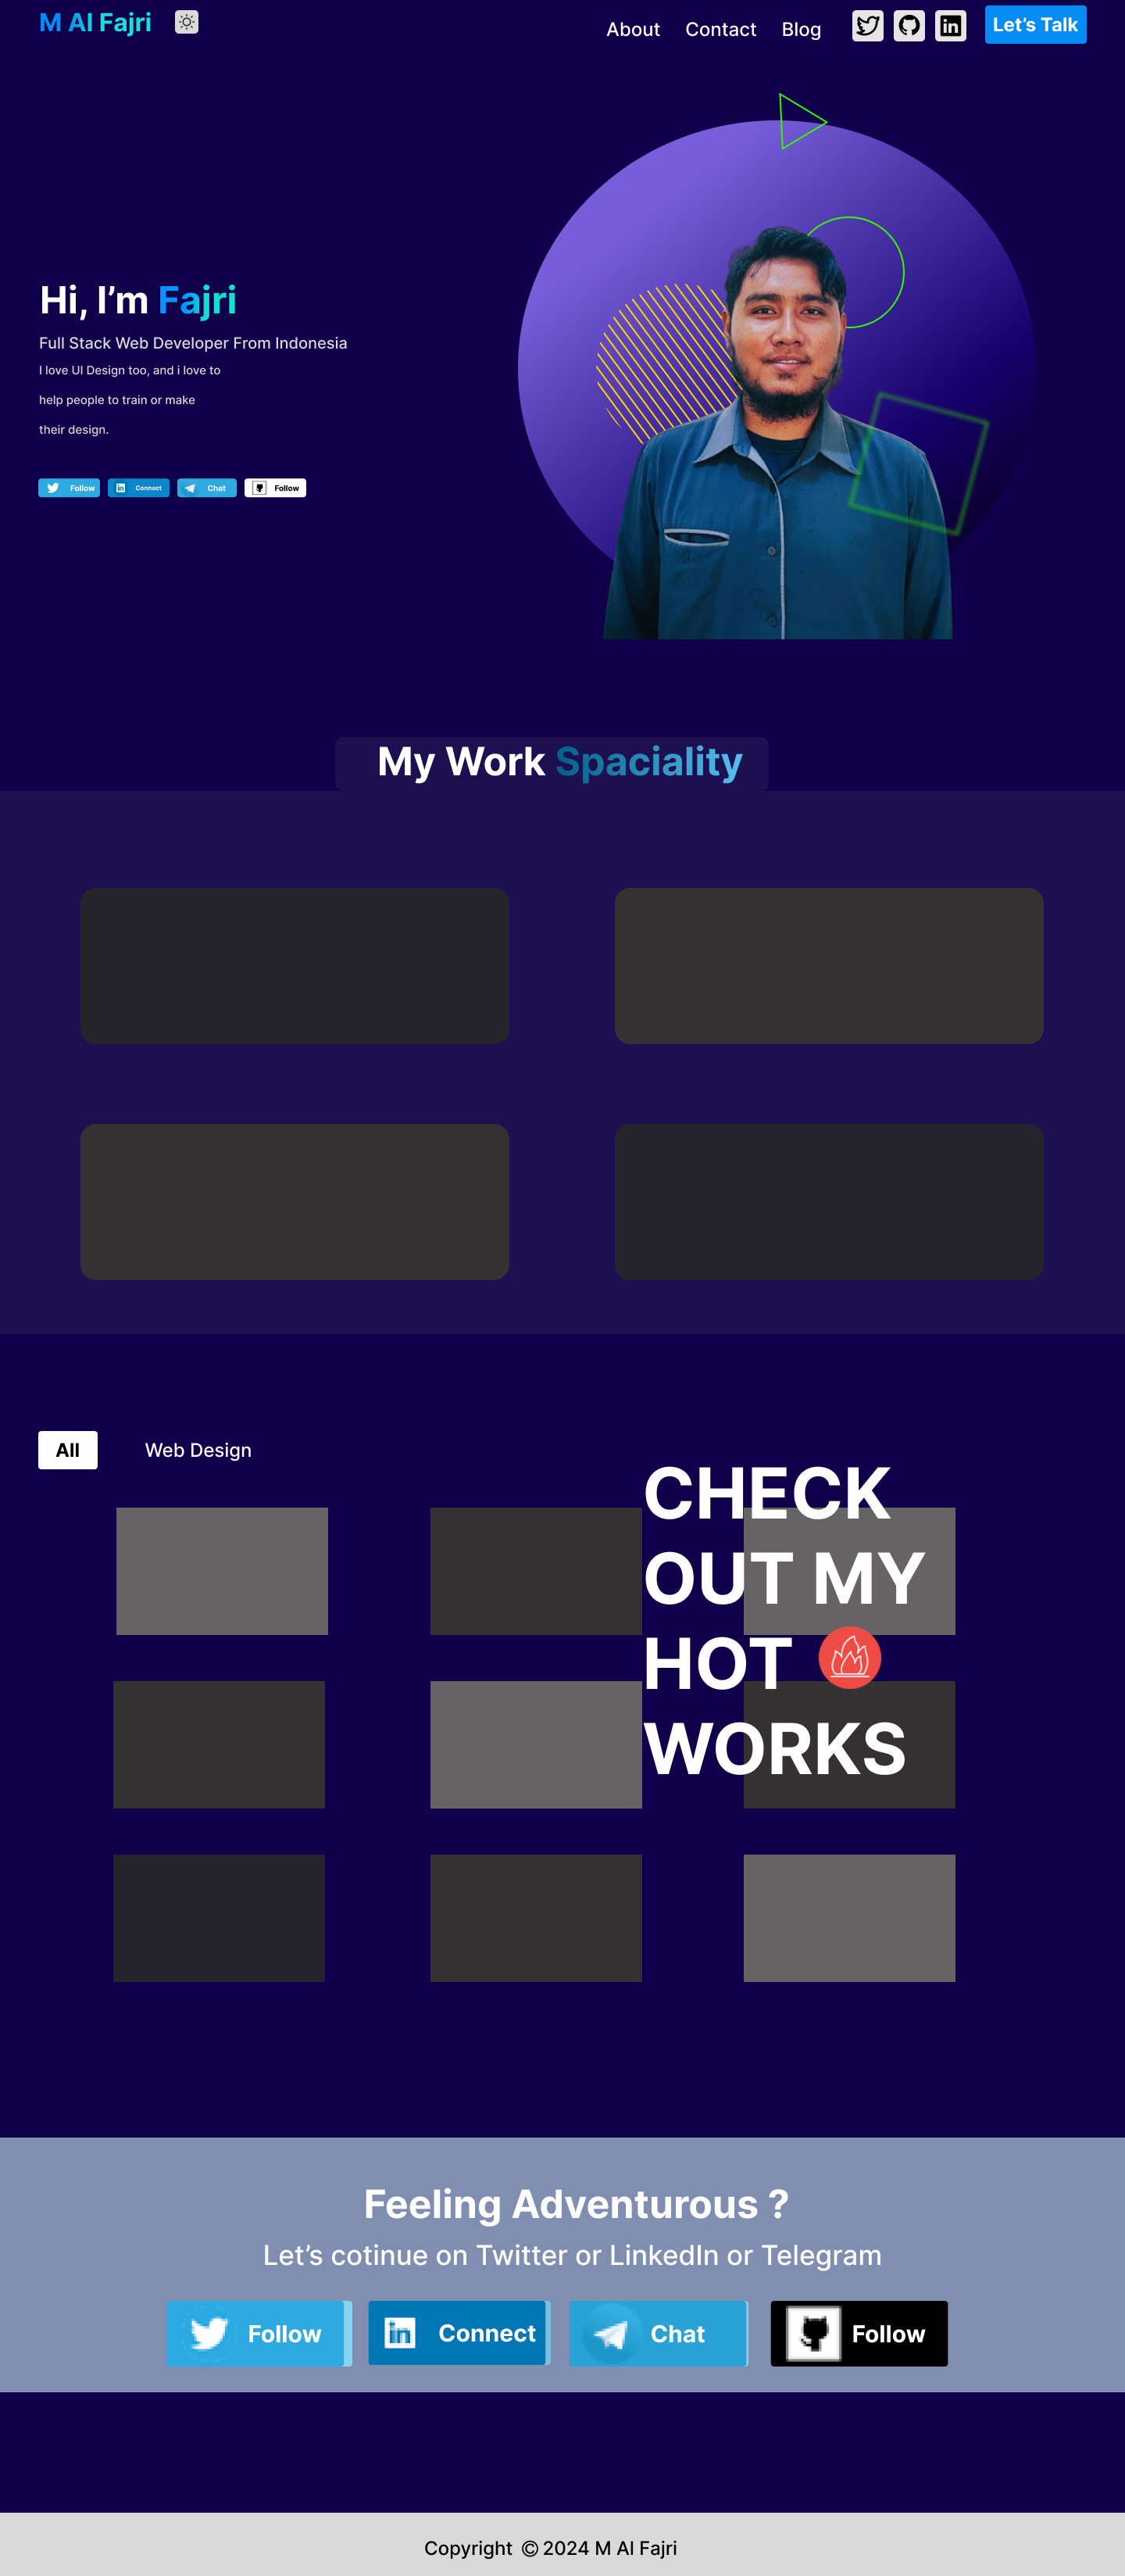 M Al Fajri
About Contact Blog Let’s Talk
Hi, I’m Fajri
Full Stack Web Developer From Indonesia
I love UI Design too, and i love to
help people to train or make
their design.
Follow Connect Chat Follow
My Work Spaciality
All Web Design
CHECK
OUT MY
HOT
WORKS
Feeling Adventurous ?
Let’s cotinue on Twitter or LinkedIn or Telegram
Follow Connect Chat Follow
Copyright © 2024 M Al Fajri